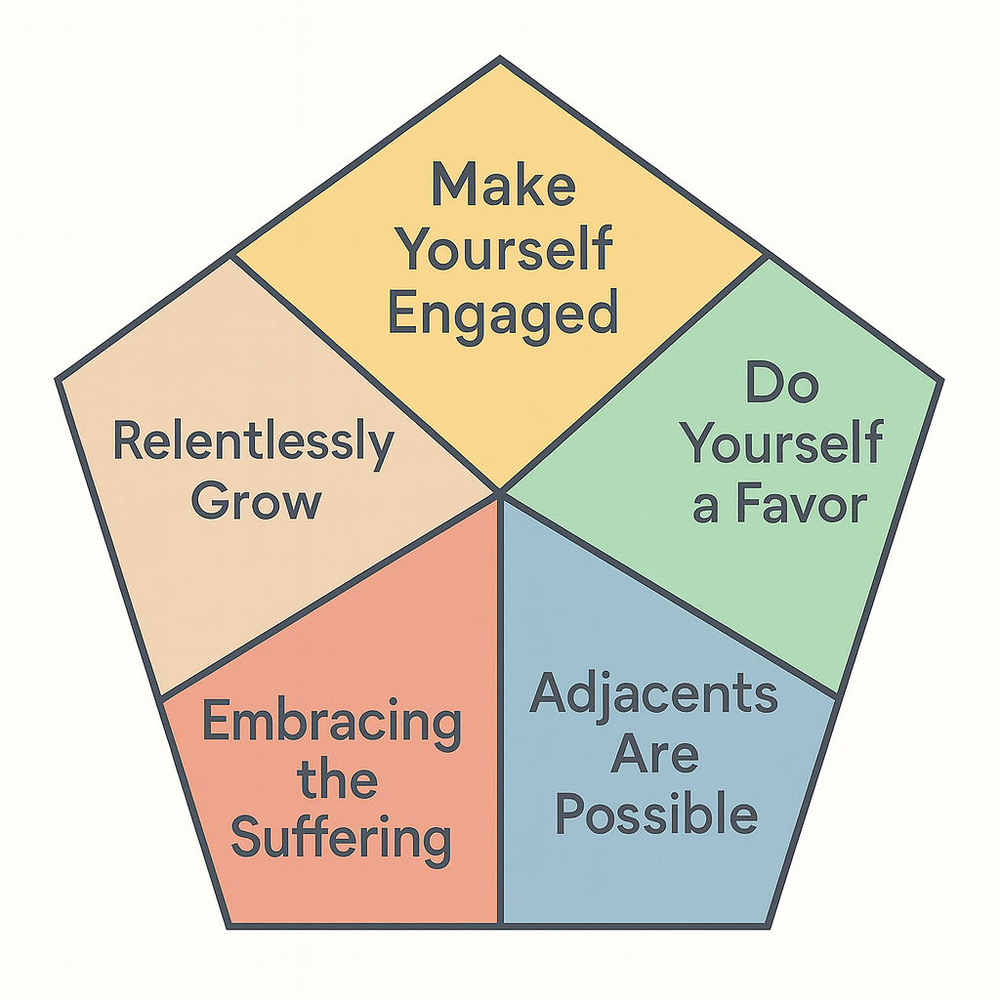 Make
Yourself
Engaged
Do
Yourself
a Favor
Relentlessly
Grow
Adjacents
Are
Possible
Embracing
the
Suffering